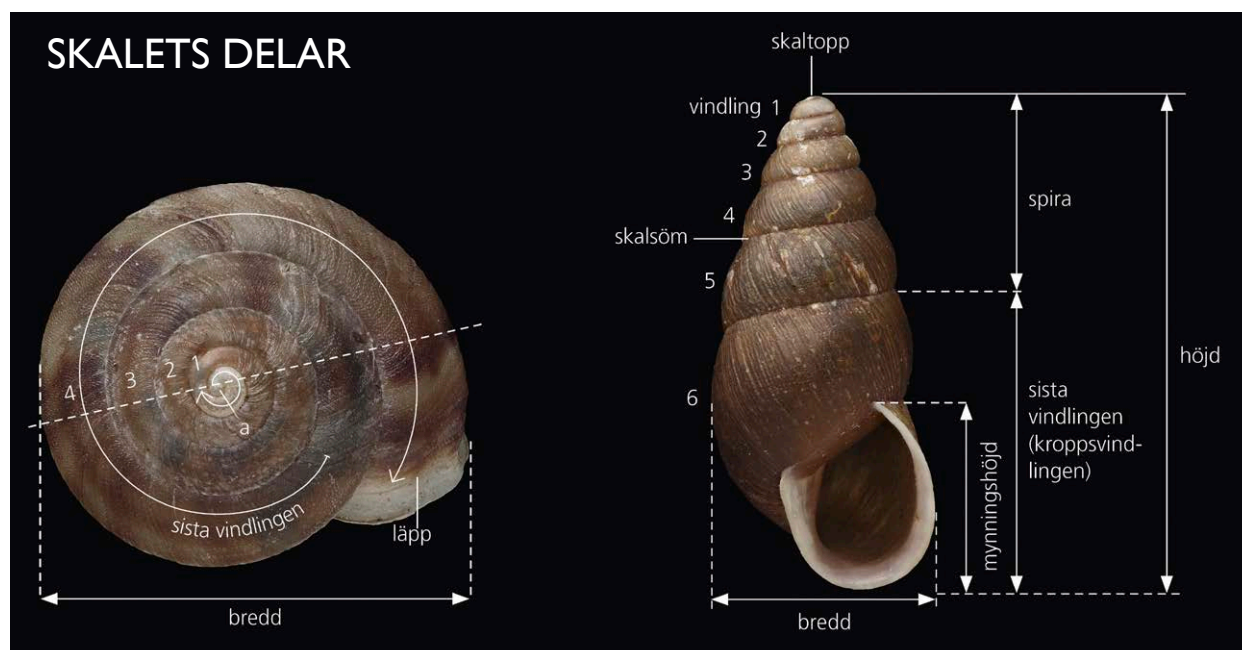 SKALETS DELAR
1
2
3
4
a
sista vindlingen
läpp
bredd
skaltopp
vindling 1
2
3
4
skalsöm
5
6
spira
höjd
sista
vindlingen
(kroppsvind-
lingen)
mynningshöjd
bredd